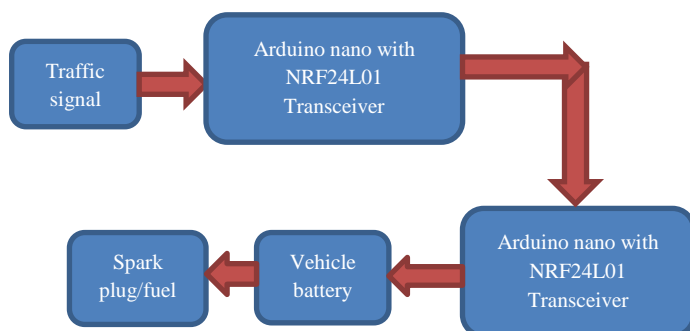 Traffic
signal
Arduino nano with
NRF24L01
Transceiver
Spark
plug/fuel
Vehicle
battery
Arduino nano with
NRF24L01
Transceiver